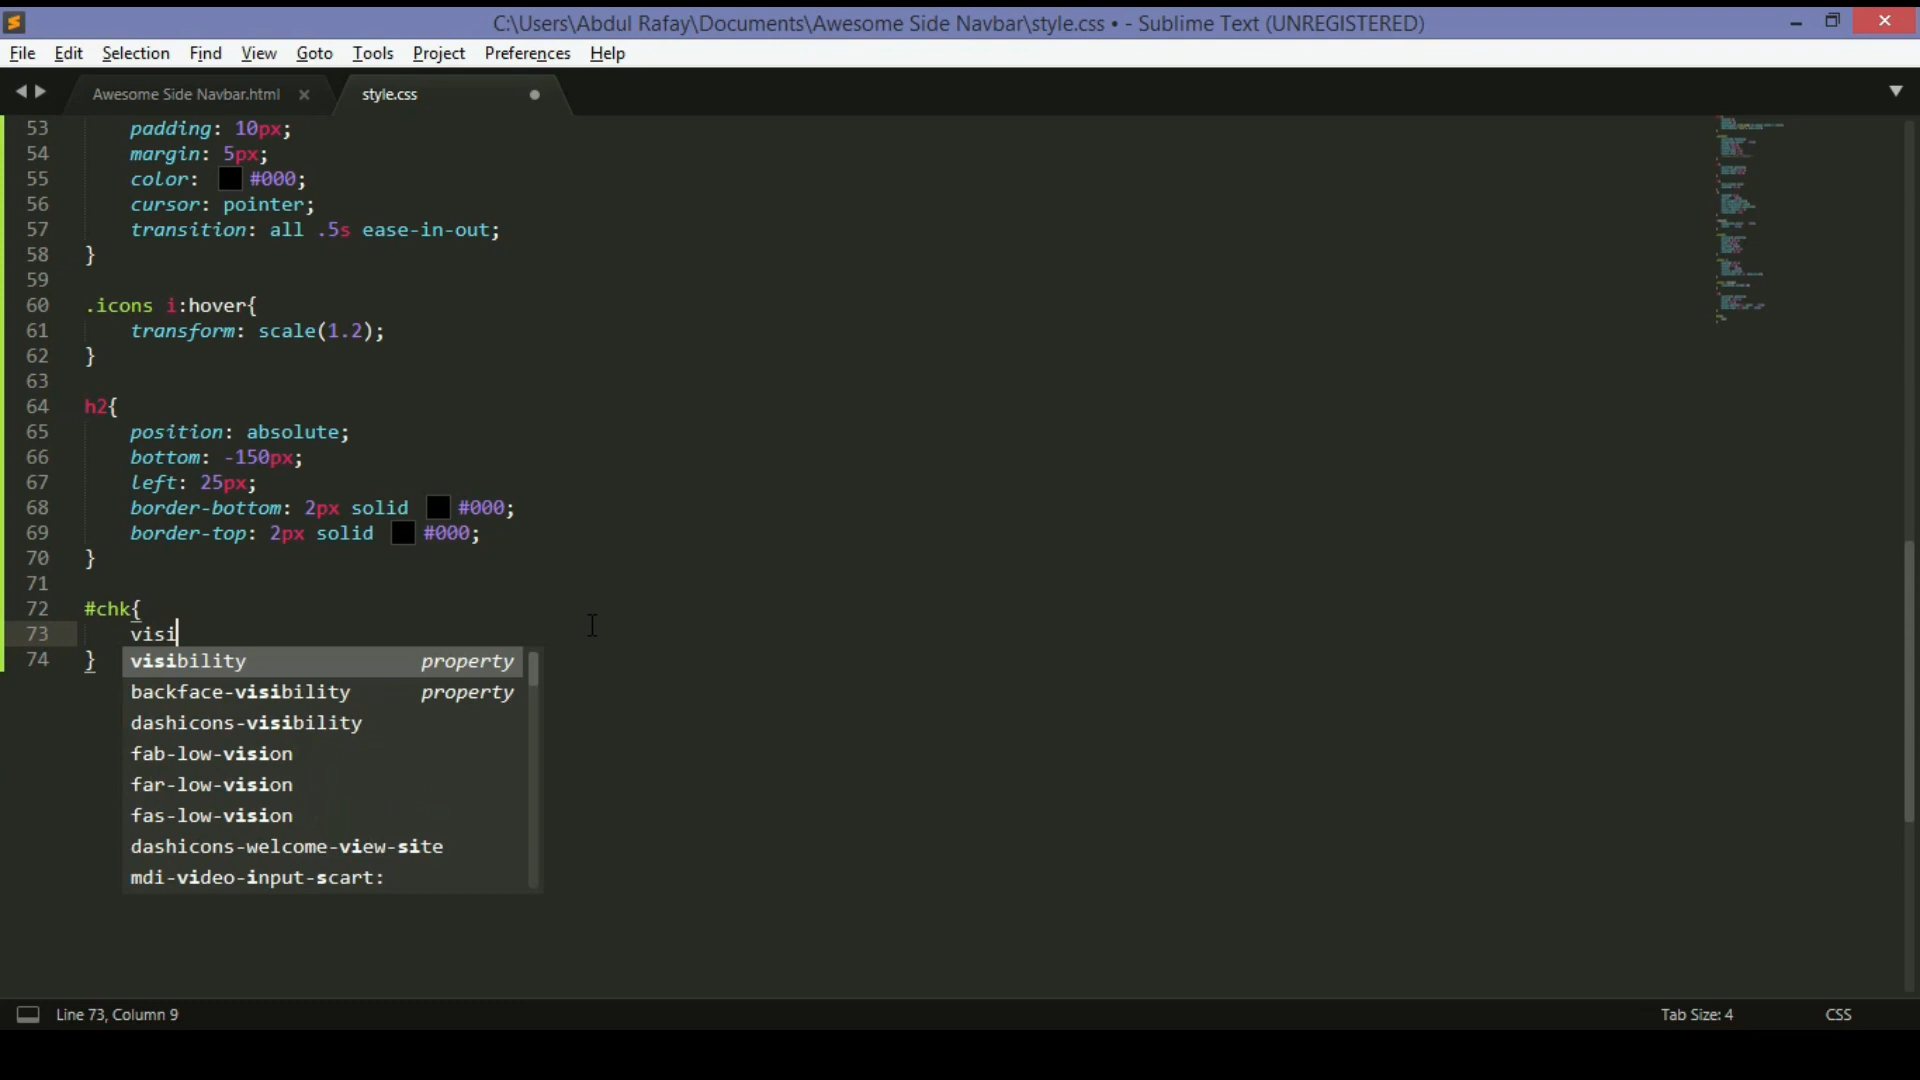 C:\Users\Abdul Rafay\Documents\Awesome Side Navbar\style.css • - Sublime Text (UNREGISTERED)
File Edit Selection Find View Goto Tools Project Preferences Help
Awesome Side Navbar.html style.css
53 padding: 10px;
54 margin: 5px;
55 color: #000;
56 cursor: pointer;
57 transition: all .5s ease-in-out;
58 }
59
60 .icons i:hover{
61 transform: scale(1.2);
62 }
63
64 h2{
65 position: absolute;
66 bottom: -150px;
67 left: 25px;
68 border-bottom: 2px solid #000;
69 border-top: 2px solid #000;
70 }
71
72 #chk{
73 visi
74 }
visibility property
backface-visibility property
dashicons-visibility
fab-low-vision
far-low-vision
fas-low-vision
dashicons-welcome-view-site
mdi-video-input-scart:
Line 73, Column 9 Tab Size: 4 CSS